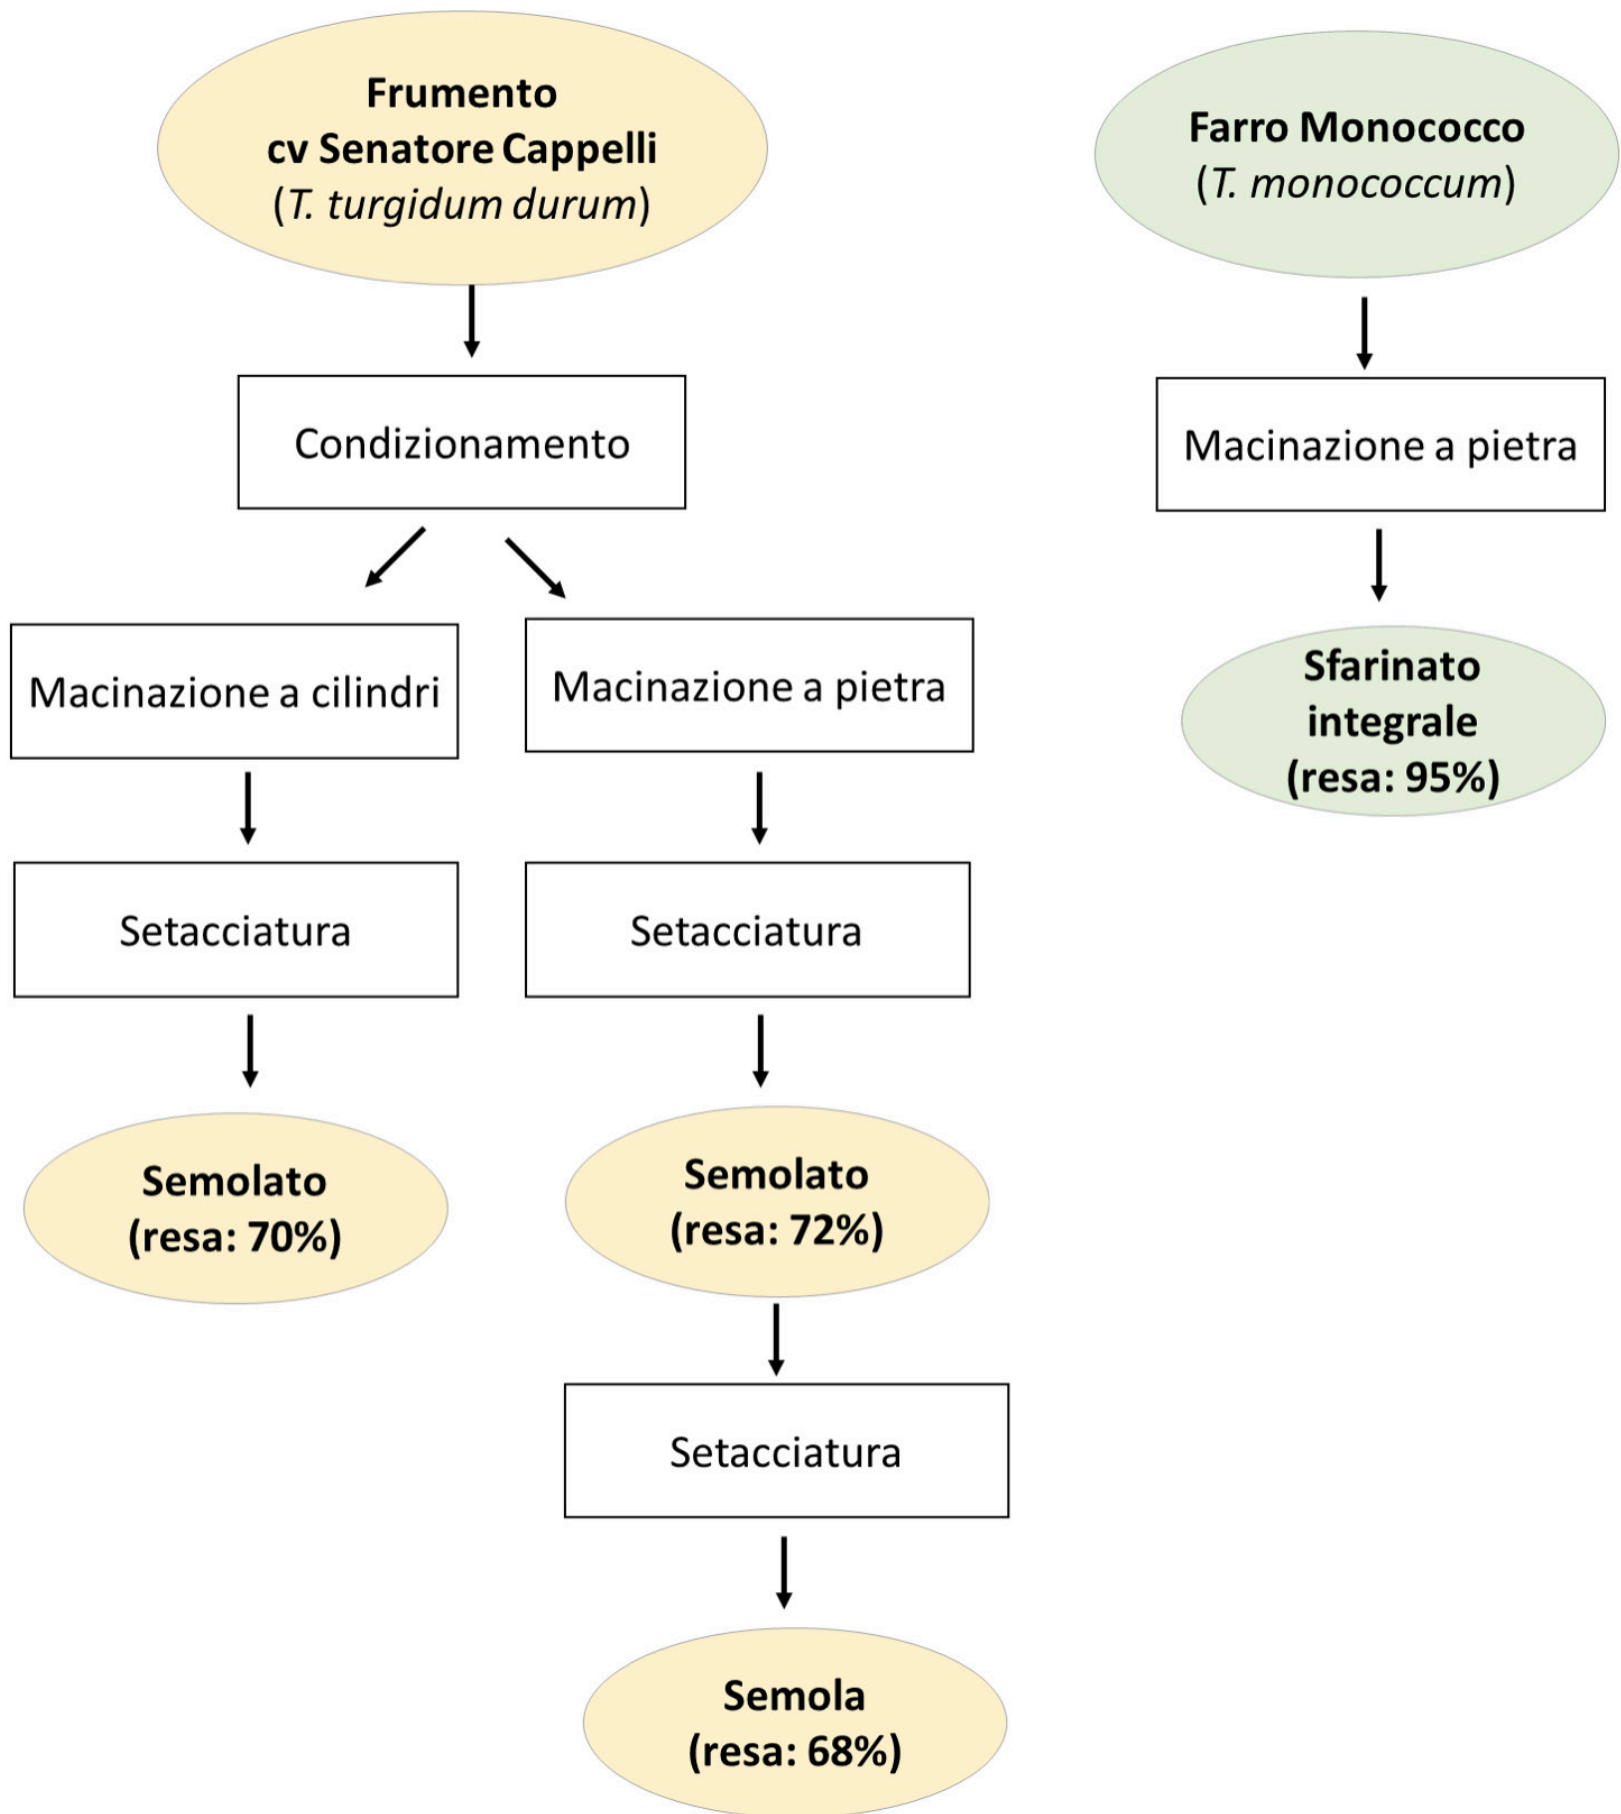 Frumento
cv Senatore Cappelli
(T. turgidum durum)
Farro Monococco
(T. monococcum)
Condizionamento
Macinazione a pietra
Macinazione a cilindri
Macinazione a pietra
Sfarinato
integrale
(resa: 95%)
Setacciatura
Setacciatura
Semolato
(resa: 70%)
Semolato
(resa: 72%)
Setacciatura
Semola
(resa: 68%)